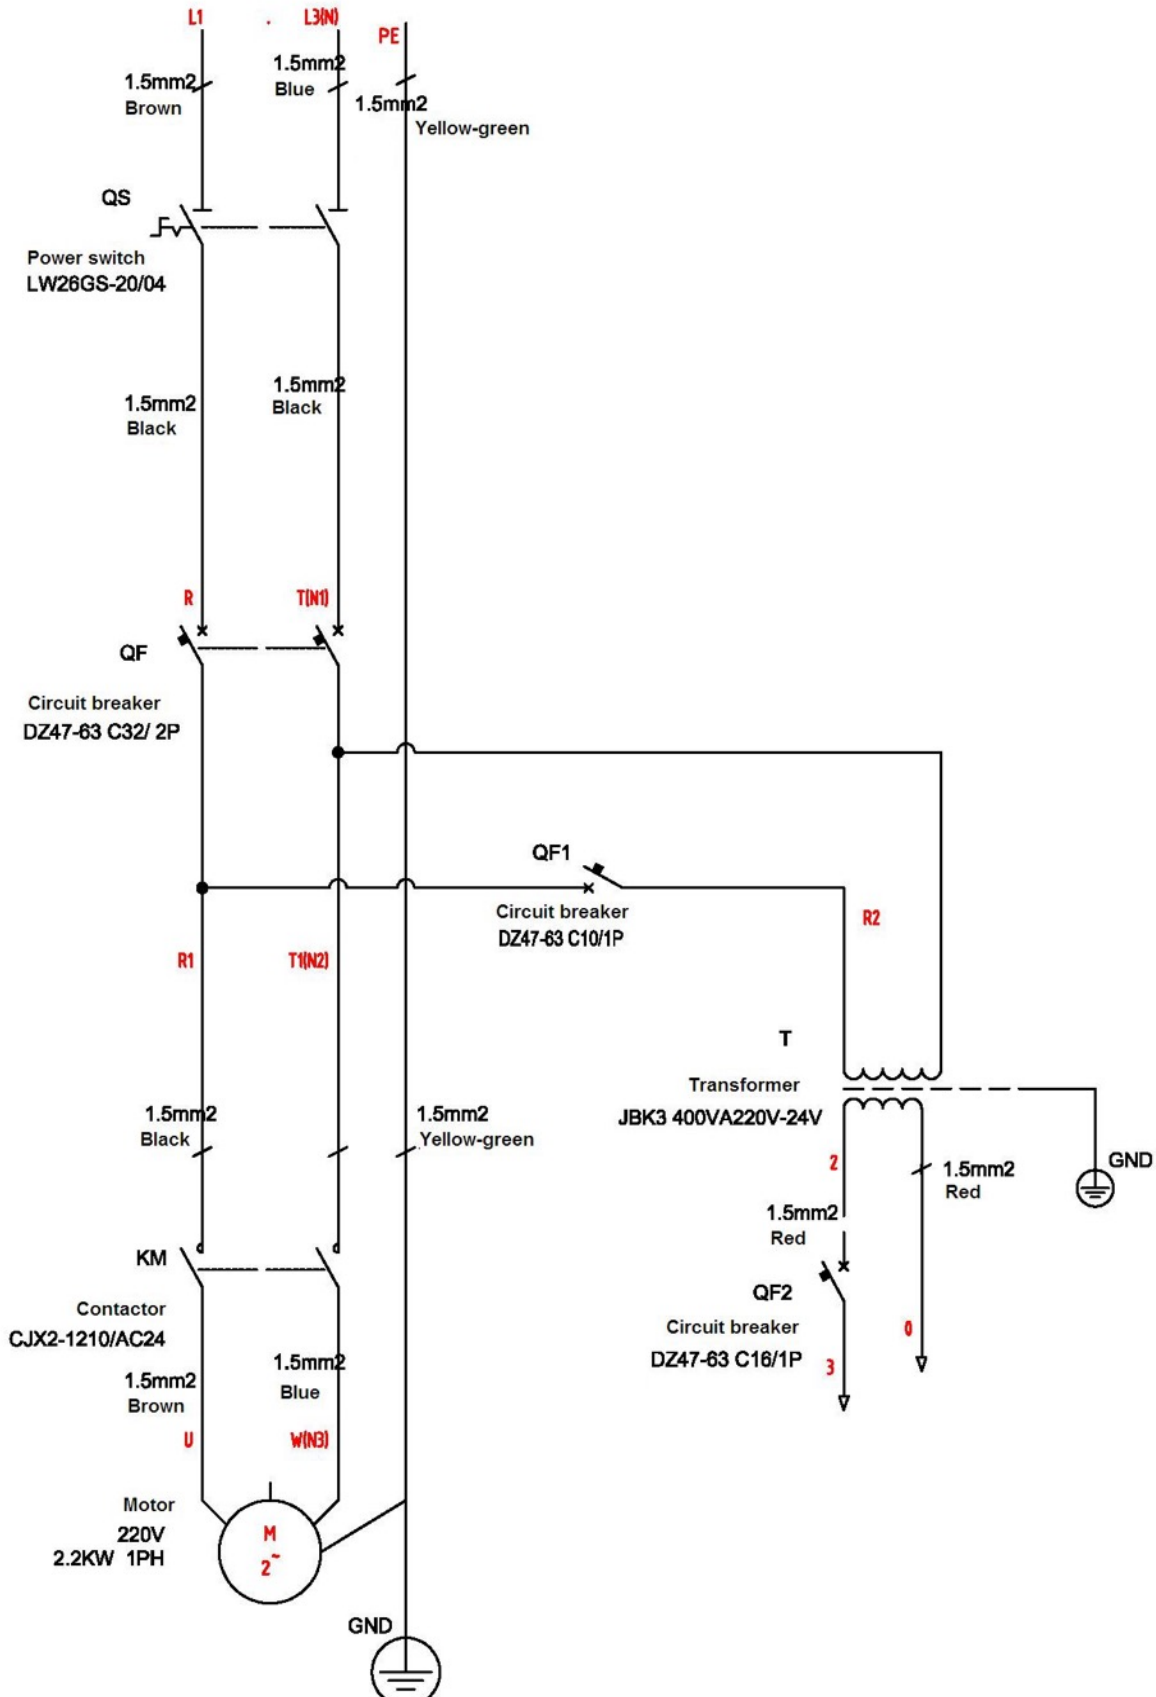 L1
L3(N)
PE
1.5mm2
Brown
1.5mm2
Blue
1.5mm2
Yellow-green
QS
Power switch
LW26GS-20/04
1.5mm2
Black
1.5mm2
Black
R
T(N1)
QF
Circuit breaker
DZ47-63 C32/ 2P
QF1
Circuit breaker
DZ47-63 C10/1P
R2
R1
T1(N2)
T
Transformer
JBK3 400VA220V-24V
1.5mm2
Black
1.5mm2
Yellow-green
2
1.5mm2
Red
GND
1.5mm2
Red
KM
Contactor
CJX2-1210/AC24
QF2
Circuit breaker
DZ47-63 C16/1P
0
3
1.5mm2
Brown
1.5mm2
Blue
U
W(N3)
Motor
220V
2.2KW 1PH
M
2~
GND